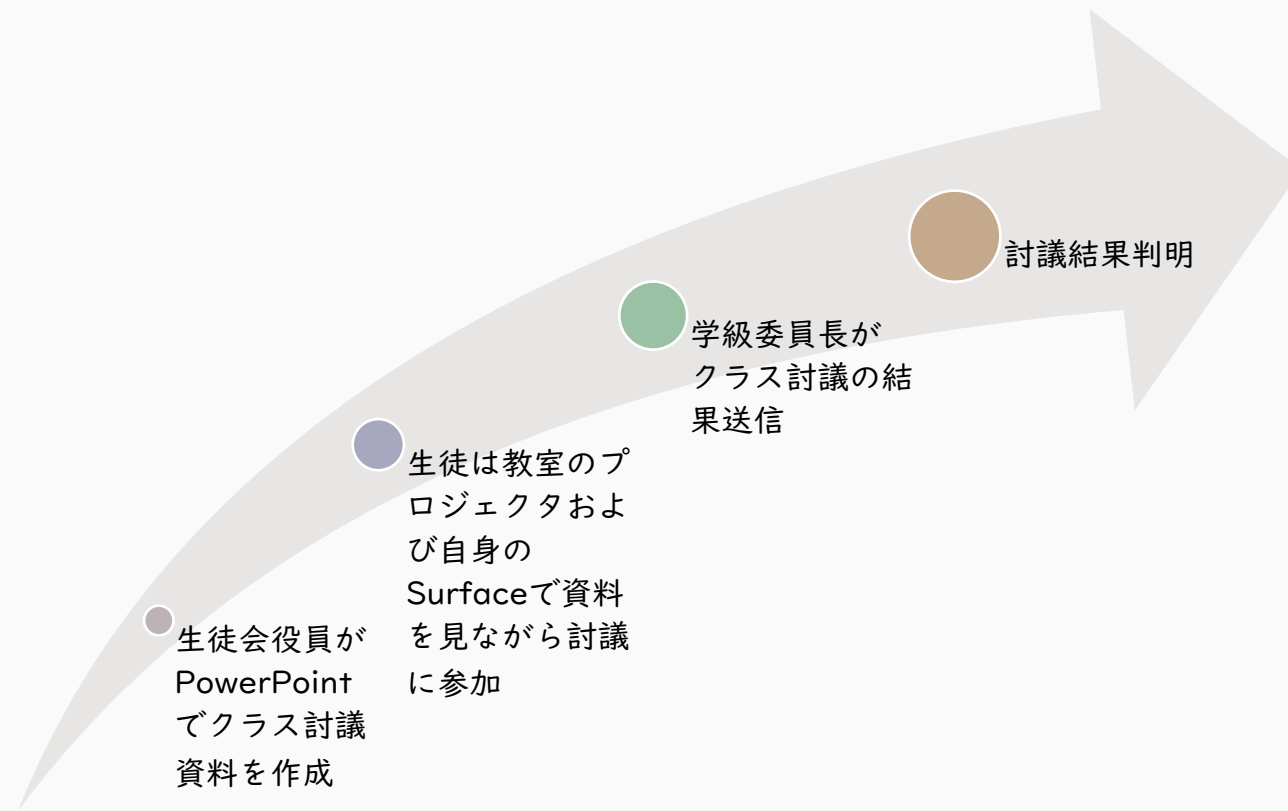 生徒会役員が
PowerPoint
でクラス討議
資料を作成
生徒は教室のプ
ロジェクタおよ
び自身の
Surfaceで資料
を見ながら討議
に参加
学級委員長が
クラス討議の結
果送信
討議結果判明